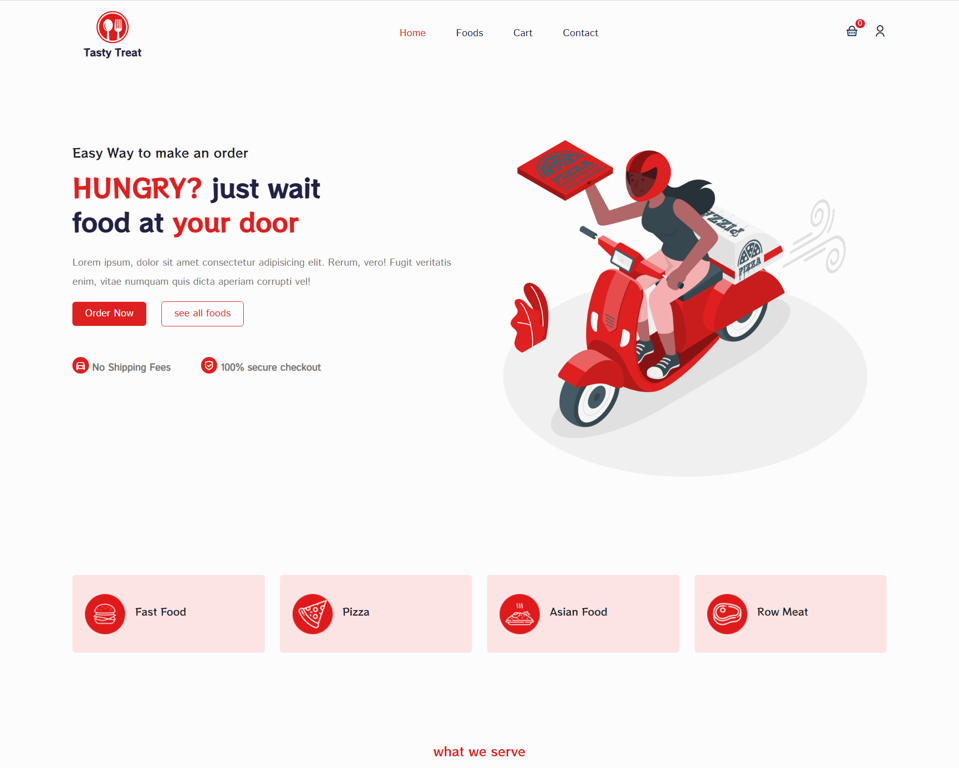 Tasty Treat
Home Foods Cart Contact
0
Easy Way to make an order
HUNGRY? just wait
food at your door
Lorem ipsum, dolor sit amet consectetur adipisicing elit. Rerum, vero! Fugit veritatis
enim, vitae numquam quis dicta aperiam corrupti vel!
Order Now see all foods
No Shipping Fees 100% secure checkout
PIZZA
PIZZA
PIZZA
Fast Food Pizza Asian Food Row Meat
what we serve